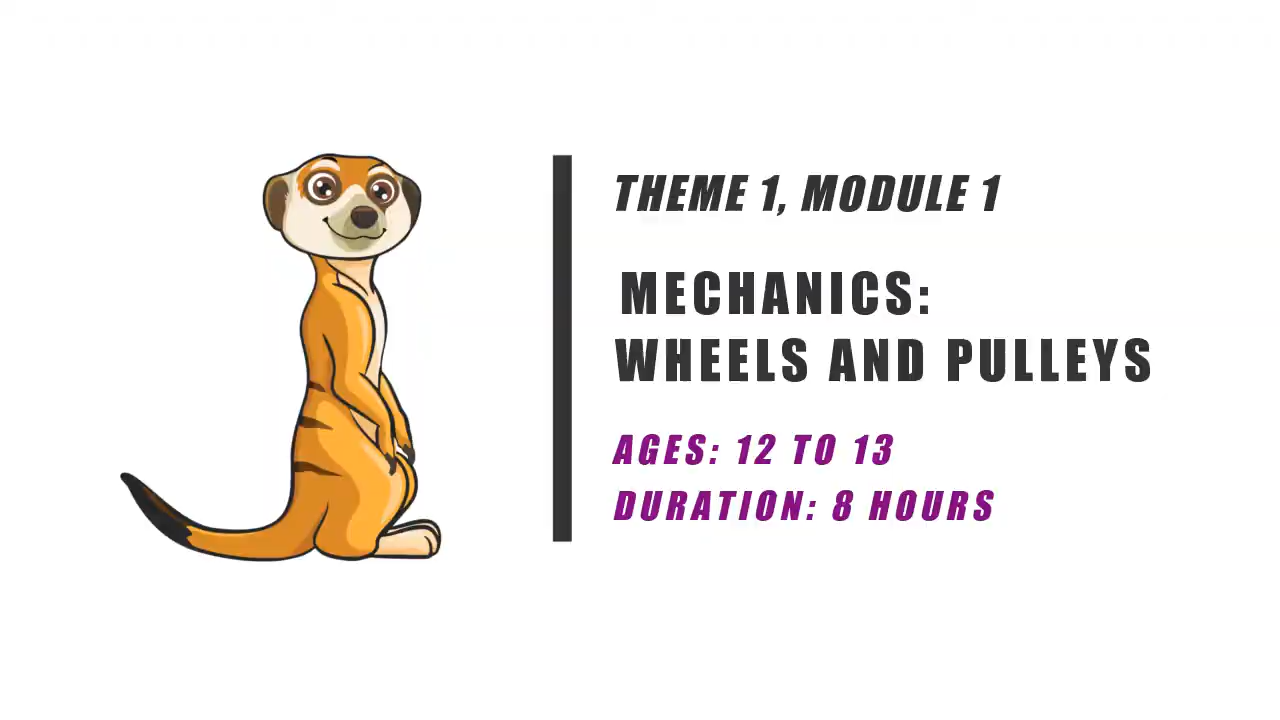 THEME 1, MODULE 1
MECHANICS:
WHEELS AND PULLEYS
AGES: 12 TO 13
DURATION: 8 HOURS